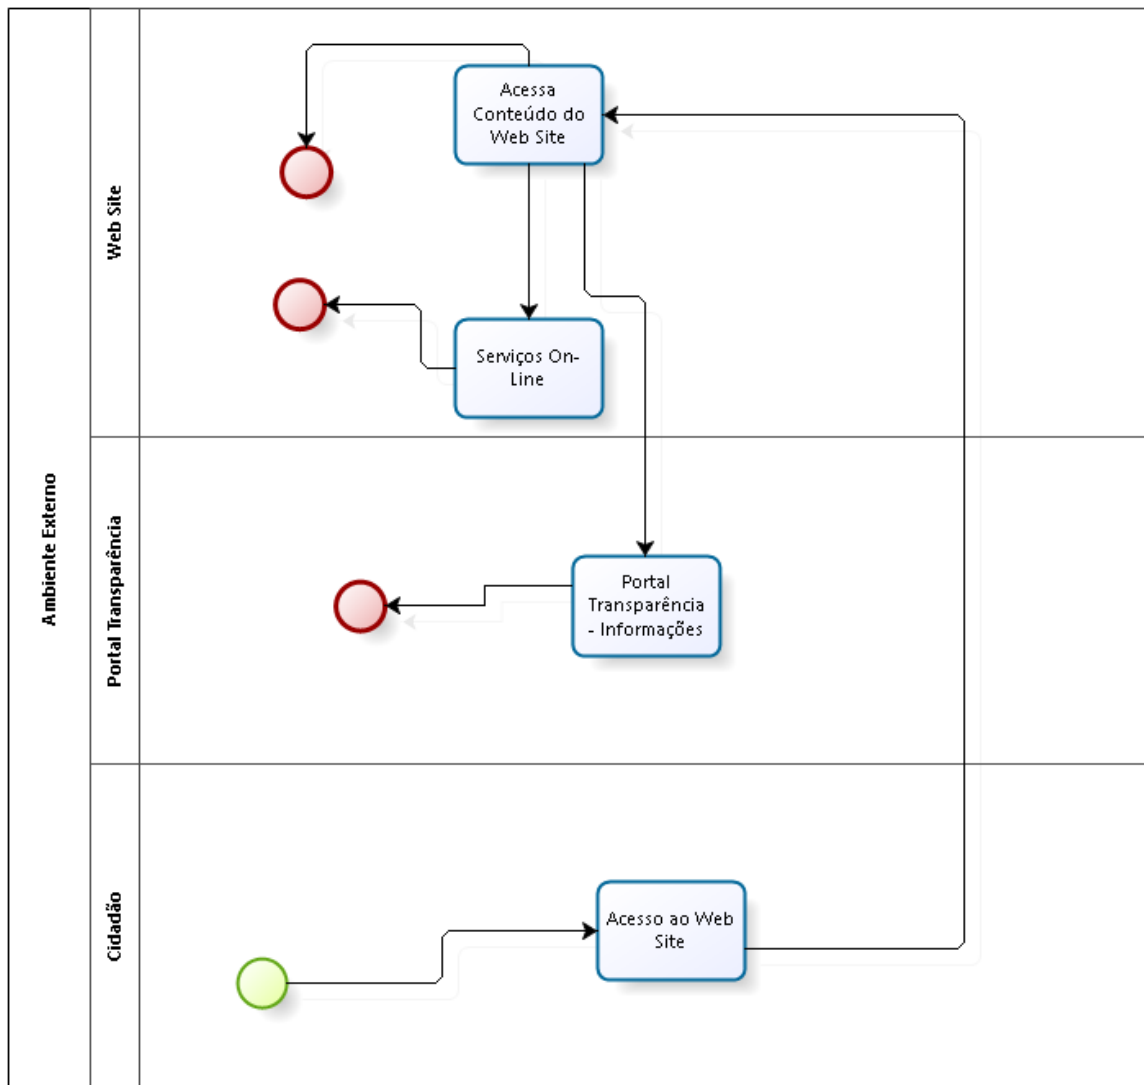 Ambiente Externo
Web Site
Acessa
Conteúdo do
Web Site
Serviços On-
Line
Portal Transparência
Portal
Transparência
- Informações
Cidadão
Acesso ao Web
Site